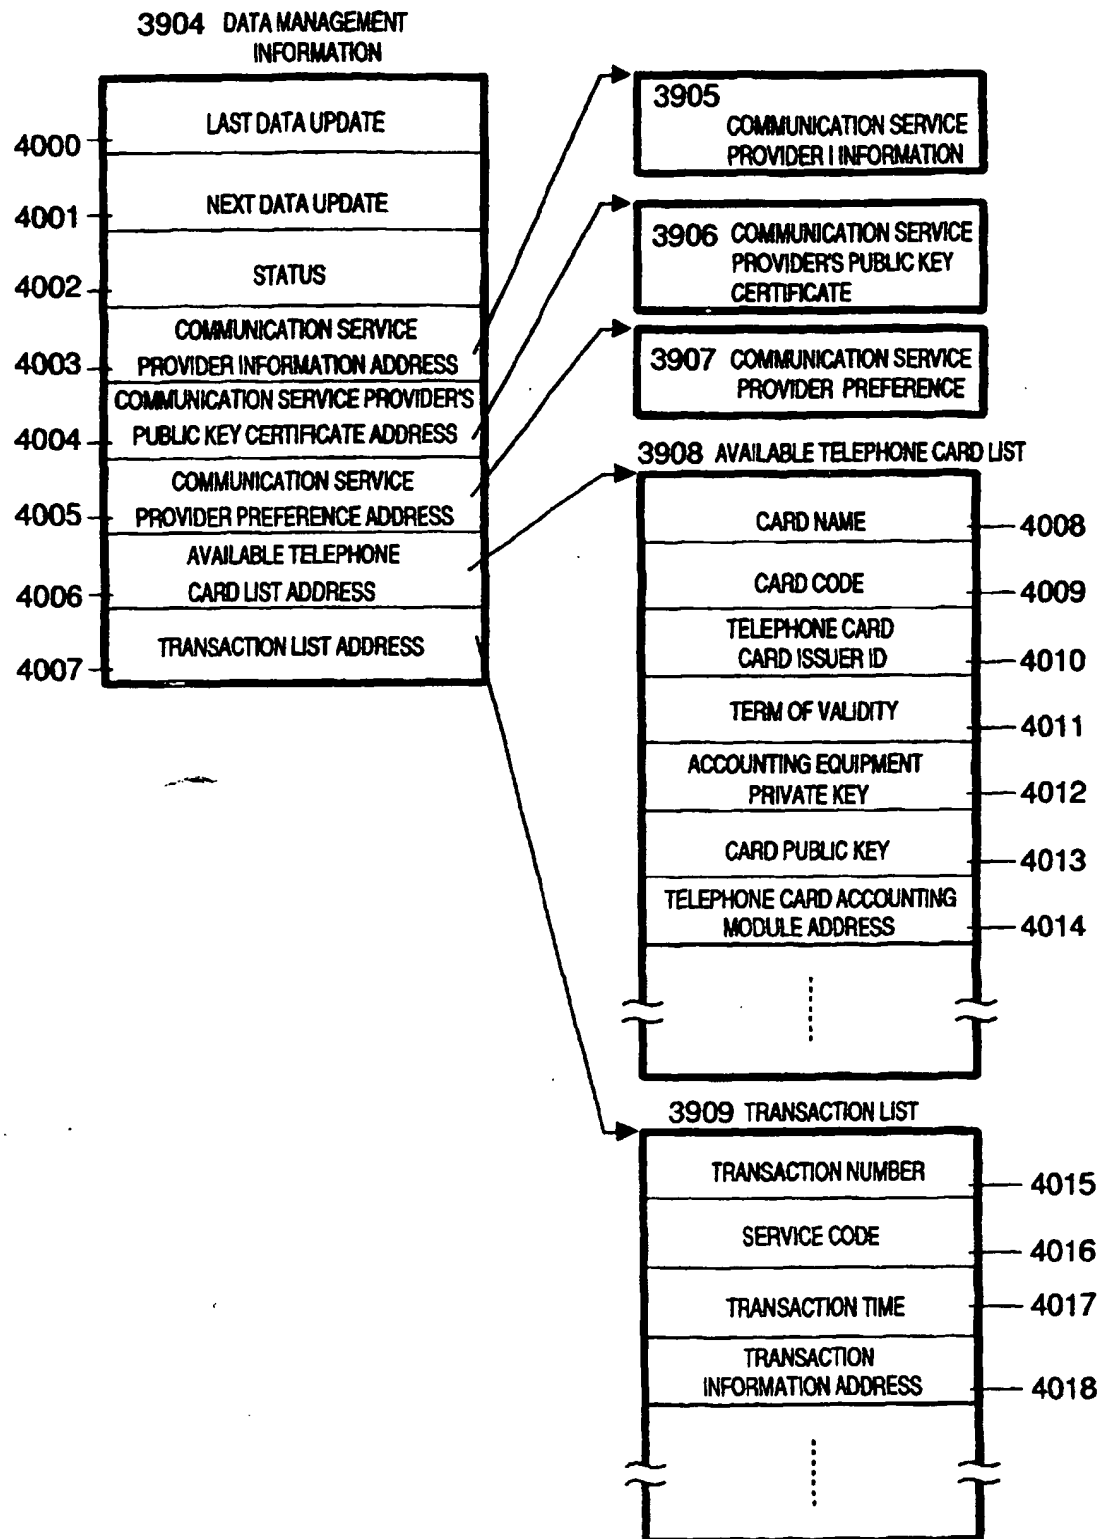 3904 DATA MANAGEMENT
INFORMATION
LAST DATA UPDATE
4000
NEXT DATA UPDATE
4001
STATUS
4002
COMMUNICATION SERVICE
PROVIDER INFORMATION ADDRESS
4003
COMMUNICATION SERVICE PROVIDER'S
PUBLIC KEY CERTIFICATE ADDRESS
4004
COMMUNICATION SERVICE
PROVIDER PREFERENCE ADDRESS
4005
AVAILABLE TELEPHONE
CARD LIST ADDRESS
4006
TRANSACTION LIST ADDRESS
4007
3905
COMMUNICATION SERVICE
PROVIDER I INFORMATION
3906 COMMUNICATION SERVICE
PROVIDER'S PUBLIC KEY
CERTIFICATE
3907 COMMUNICATION SERVICE
PROVIDER PREFERENCE
3908 AVAILABLE TELEPHONE CARD LIST
CARD NAME
4008
CARD CODE
4009
TELEPHONE CARD
CARD ISSUER ID
4010
TERM OF VALIDITY
4011
ACCOUNTING EQUIPMENT
PRIVATE KEY
4012
CARD PUBLIC KEY
4013
TELEPHONE CARD ACCOUNTING
MODULE ADDRESS
4014
3909 TRANSACTION LIST
TRANSACTION NUMBER
4015
SERVICE CODE
4016
TRANSACTION TIME
4017
TRANSACTION
INFORMATION ADDRESS
4018